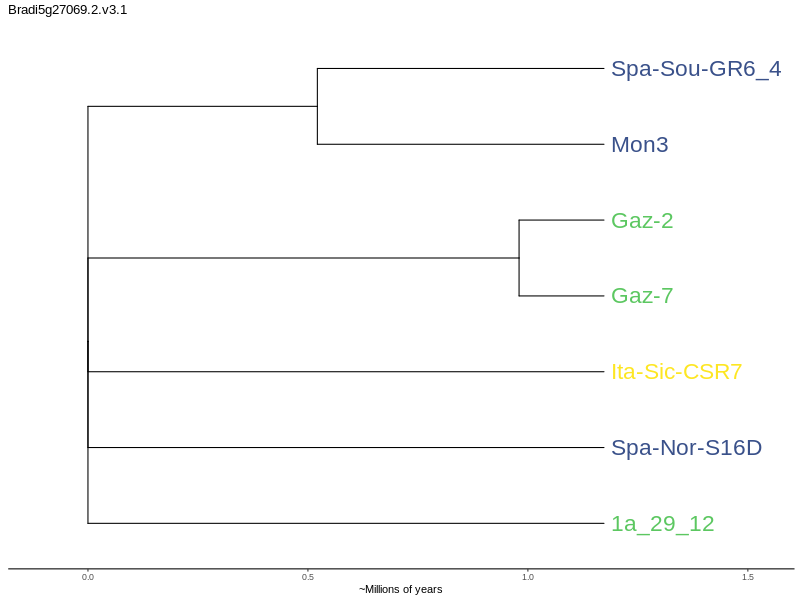 Bradi5g27069.2.v3.1
Spa-Sou-GR6_4
Mon3
Gaz-2
Gaz-7
Ita-Sic-CSR7
Spa-Nor-S16D
1a_29_12
0.0 0.5 1.0 1.5
~Millions of years